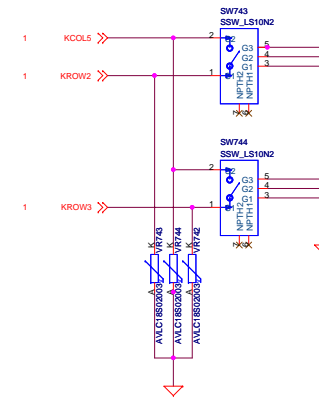 SW743
SSW_LS10N2
1 KCOL5 2 5
G3
4
G2
3
1 KROW2 1 G1
NPTH2
NPTH1
SW744
SSW_LS10N2
2 5
G3
4
G2
3
1 KROW3 1 G1
NPTH2
NPTH1
K VR743
K VR744
K VR742
A AVLC18S02003
A AVLC18S02003
A AVLC18S02003